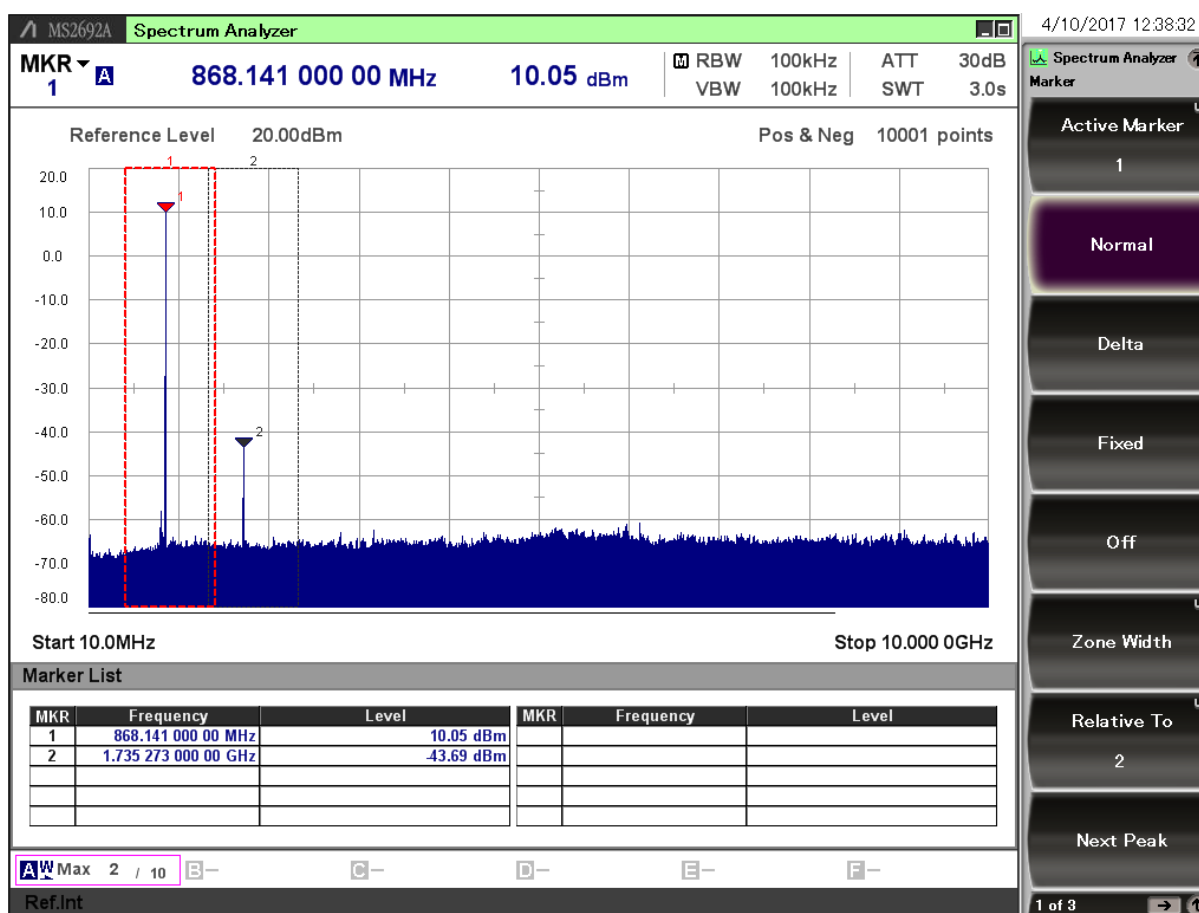 MS2692A Spectrum Analyzer
4/10/2017 12:38:32
MKR A 868.141 000 00 MHz 10.05 dBm M RBW 100kHz ATT 30dB
1 VBW 100kHz SWT 3.0s
Reference Level 20.00dBm Pos & Neg 10001 points
1 2
20.0
1
10.0
0.0
-10.0
-20.0
-30.0
-40.0
2
-50.0
-60.0
-70.0
-80.0
Start 10.0MHz Stop 10.000 0GHz
Marker List
MKR Frequency Level MKR Frequency Level
1 868.141 000 00 MHz 10.05 dBm
2 1.735 273 000 00 GHz -43.69 dBm
A W Max 2 / 10 B- C- D- E- F-
Ref.Int
Spectrum Analyzer
Marker
Active Marker
1
Normal
Delta
Fixed
Off
Zone Width
Relative To
2
Next Peak
1 of 3